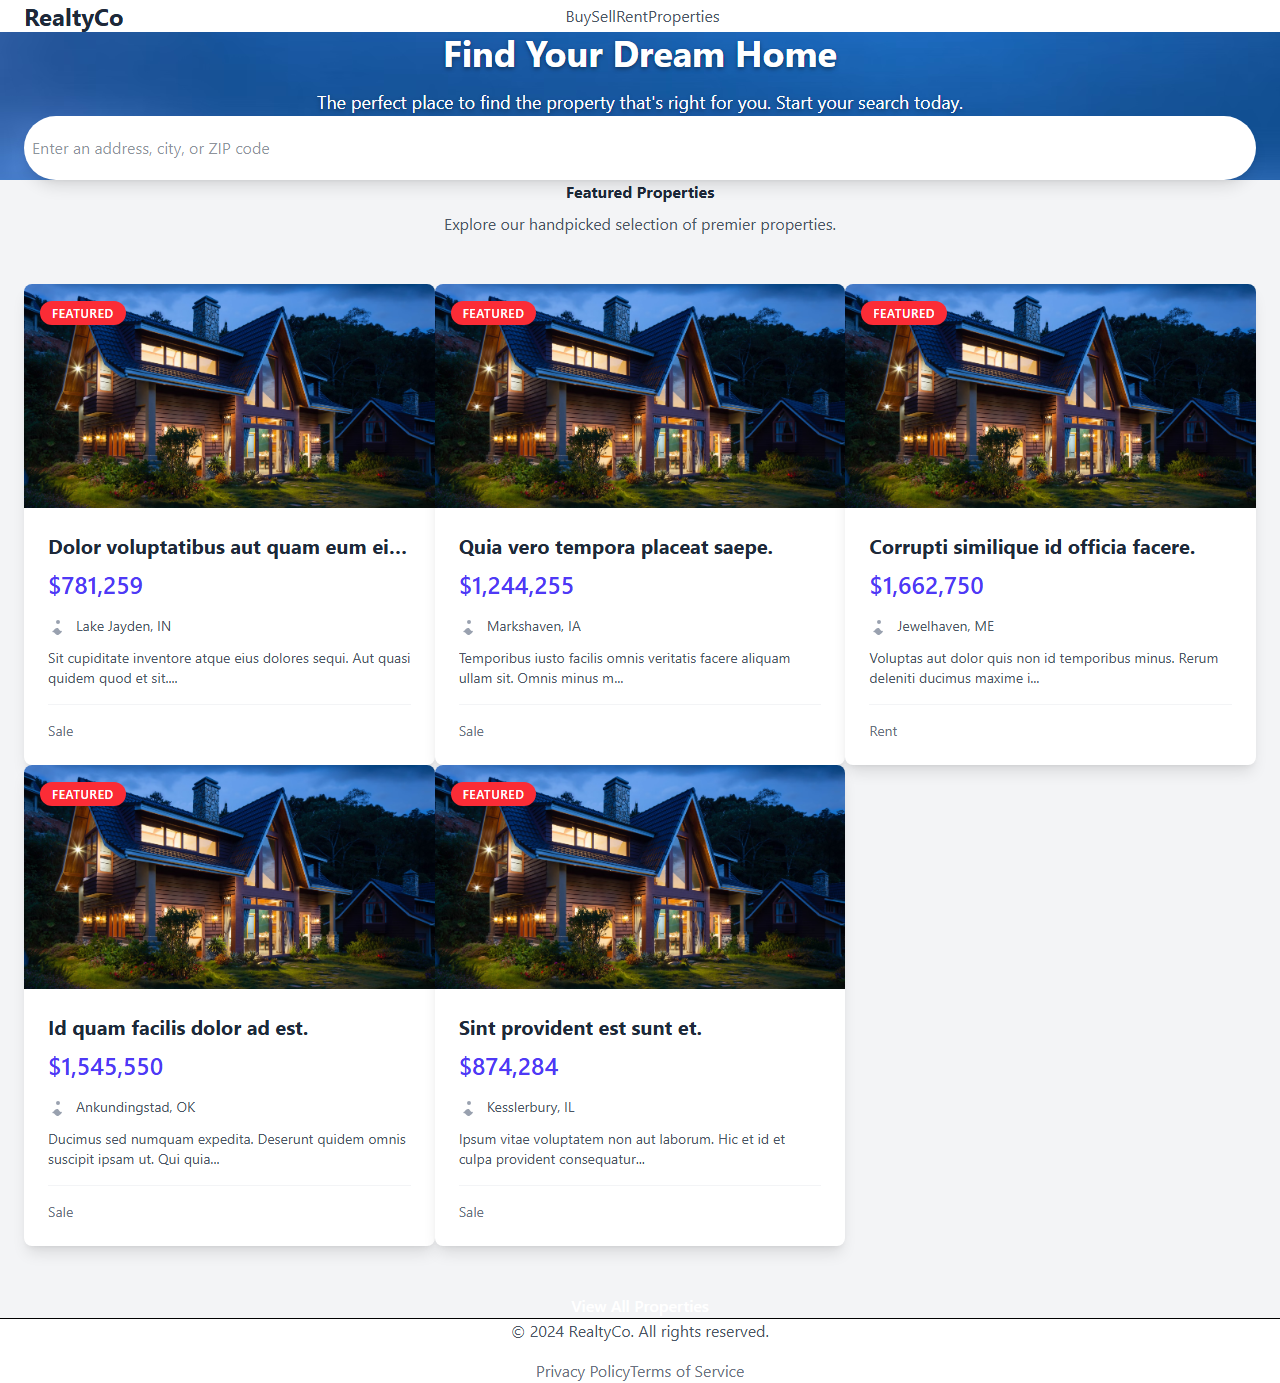 RealtyCo
BuySellRentProperties
Find Your Dream Home
The perfect place to find the property that's right for you. Start your search today.
Enter an address, city, or ZIP code
Featured Properties
Explore our handpicked selection of premier properties.
FEATURED
Dolor voluptatibus aut quam eum ei...
$781,259
Lake Jayden, IN
Sit cupiditate inventore atque eius dolores sequi. Aut quasi
quidem quod et sit....
Sale
FEATURED
Quia vero tempora placeat saepe.
$1,244,255
Markshaven, IA
Temporibus iusto facilis omnis veritatis facere aliquam
ullam sit. Omnis minus m...
Sale
FEATURED
Corrupti similique id officia facere.
$1,662,750
Jewelhaven, ME
Voluptas aut dolor quis non id temporibus minus. Rerum
deleniti ducimus maxime i...
Rent
FEATURED
Id quam facilis dolor ad est.
$1,545,550
Ankundingstad, OK
Ducimus sed numquam expedita. Deserunt quidem omnis
suscipit ipsam ut. Qui quia...
Sale
FEATURED
Sint provident est sunt et.
$874,284
Kesslerbury, IL
Ipsum vitae voluptatem non aut laborum. Hic et id et
culpa provident consequatur...
Sale
View All Properties
© 2024 RealtyCo. All rights reserved.
Privacy PolicyTerms of Service